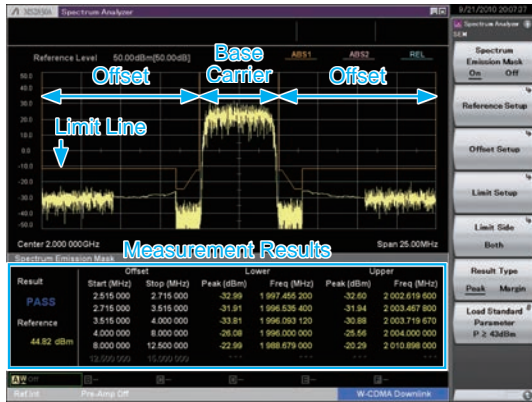 MS2830A Spectrum Analyzer
9/21/2010 20:07:37
Spectrum Analyzer
SEM
Reference Level 50.00dBm[50.00dB]
ABS1 ABS2 REL
Base
Carrier
Offset
Offset
Limit Line
50.0
40.0
30.0
20.0
10.0
0.0
-10.0
-20.0
-30.0
-40.0
-50.0
Center 2.000 000GHz
Span 25.00MHz
Measurement Results
Spectrum Emission Mask
Offset Lower Upper
Result Start (MHz) Stop (MHz) Peak (dBm) Freq (MHz) Peak (dBm) Freq (MHz)
PASS
Reference
44.82 dBm
2.515 000 2.715 000 -32.99 1 997.455 200 -32.60 2 002.619 600
2.715 000 3.515 000 -31.91 1 996.535 400 -31.94 2 003.467 800
3.515 000 4.000 000 -33.81 1 996.093 120 -30.88 2 003.719 670
4.000 000 8.000 000 -26.08 1 996.000 000 -25.56 2 004.000 000
8.000 000 12.500 000 -22.99 1 988.679 000 -20.29 2 010.898 000
12.500 000 15.000 000 *** *** *** ***
Off
Ref.Int Pre-Amp Off W-CDMA Downlink
Spectrum
Emission Mask
On Off
Reference Setup
Offset Setup
Limit Setup
Limit Side
Both
Result Type
Peak Margin
Load Standard
Parameter
P ≥ 43dBm